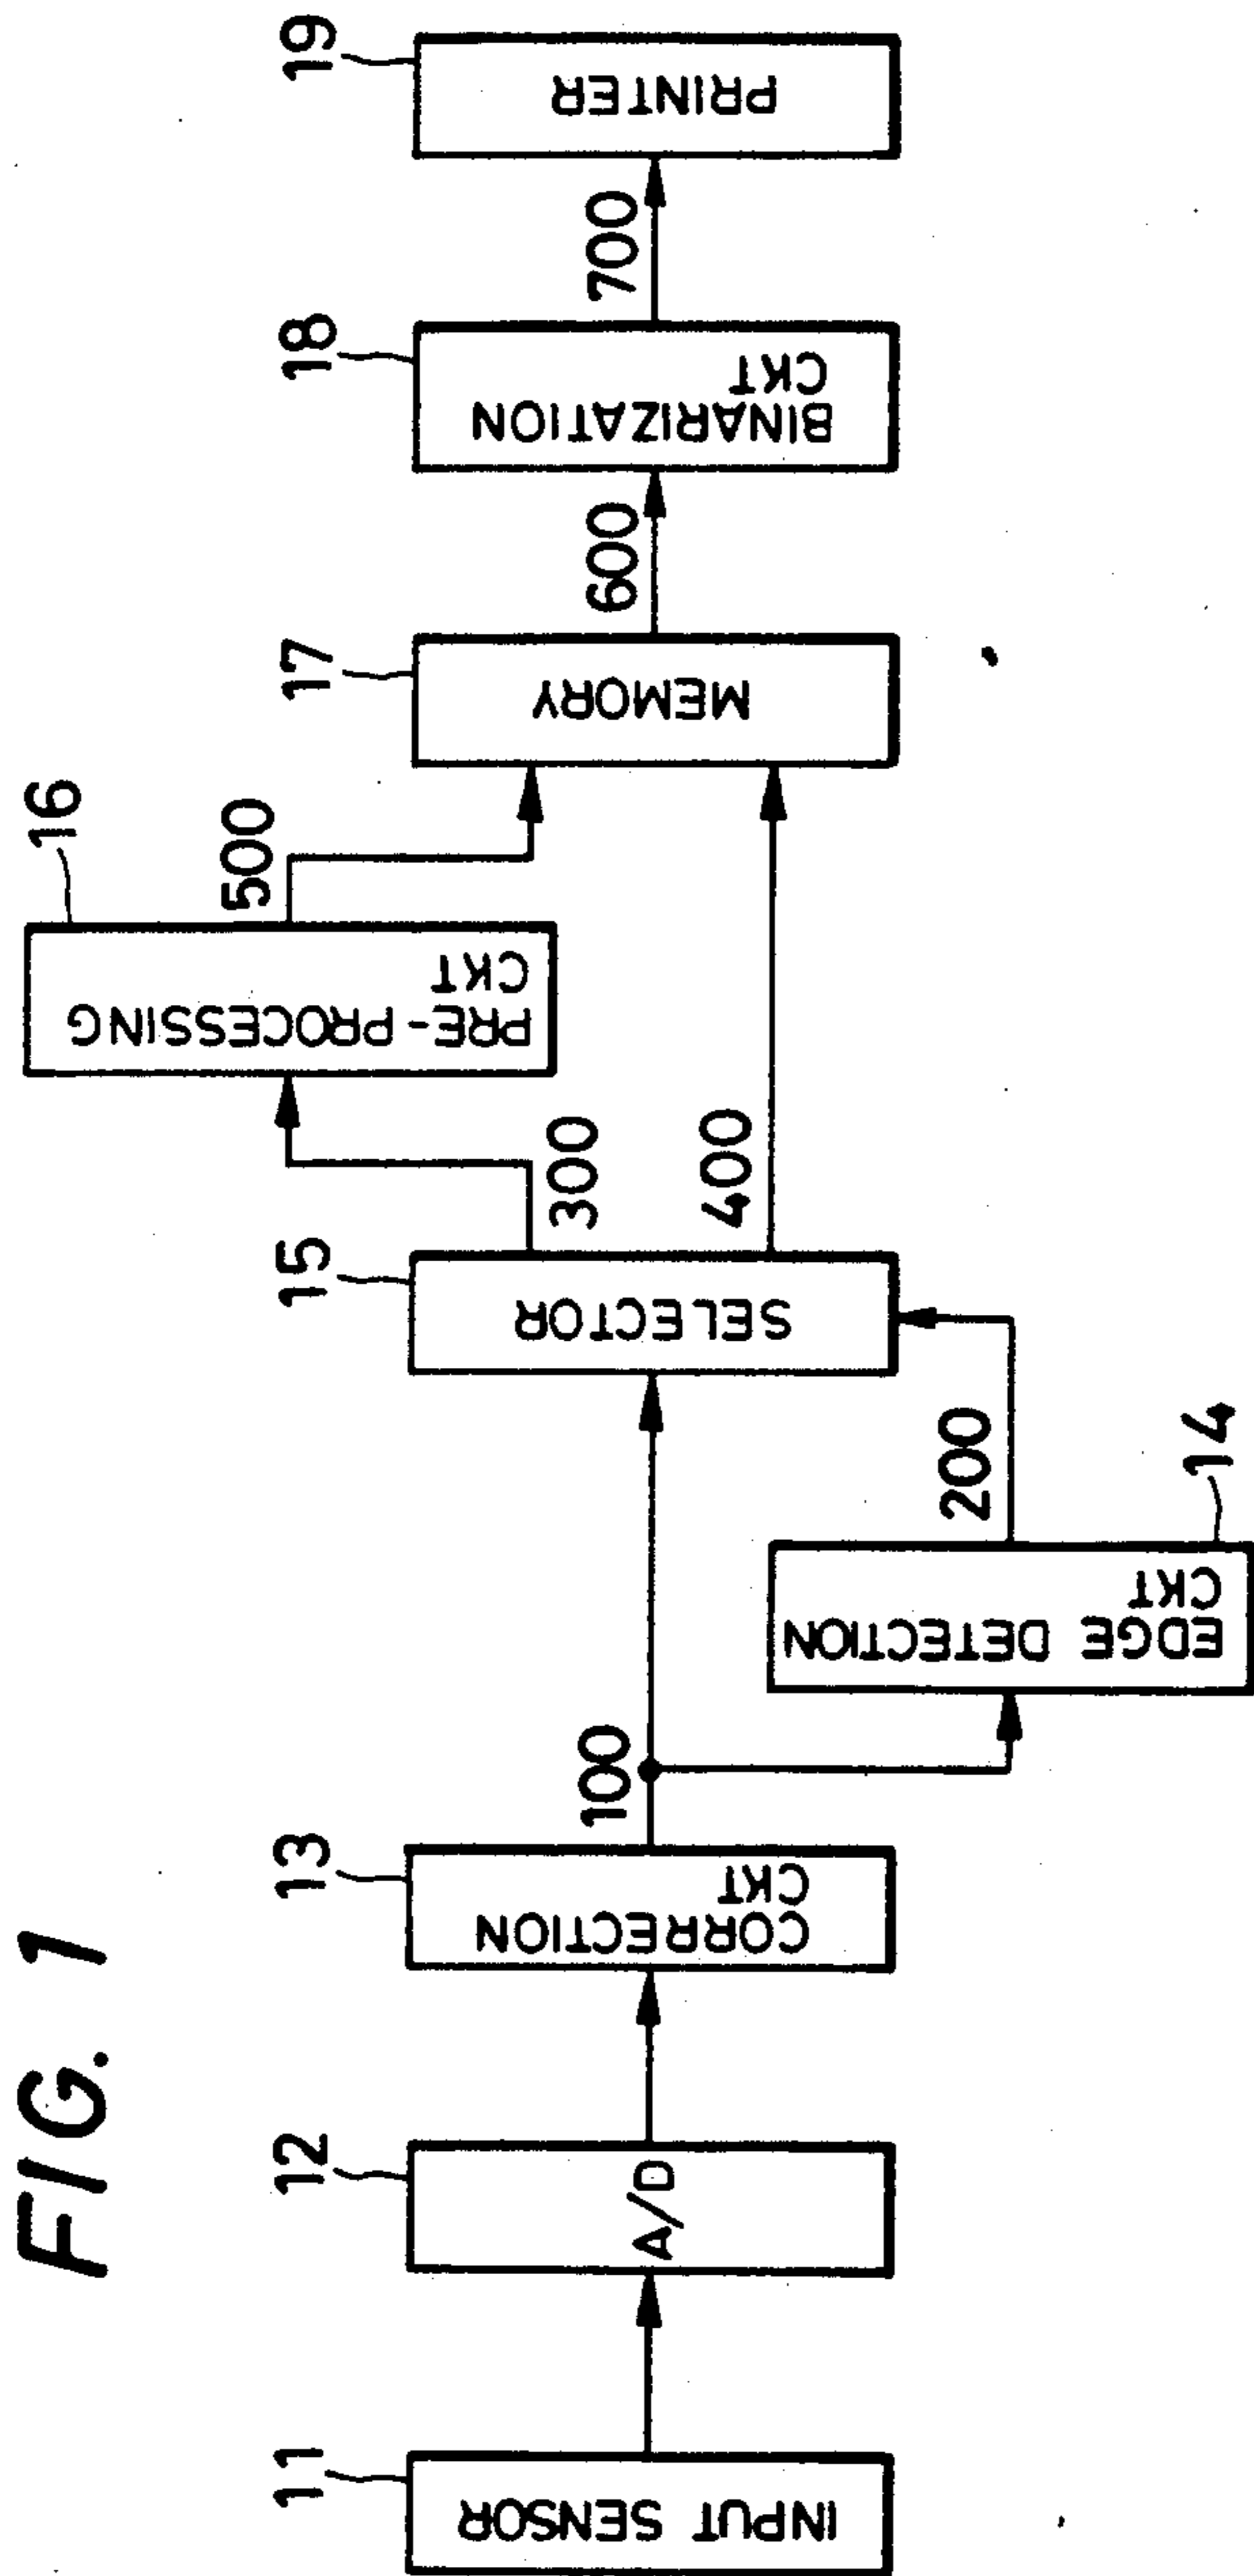 FIG. 1
11
INPUT SENSOR
12
A/D
13
CORRECTION
CKT
100
EDGE DETECTION
CKT
14
200
15
SELECTOR
300
400
16
PRE-PROCESSING
CKT
500
17
MEMORY
600
18
BINARIZATION
CKT
700
19
PRINTER